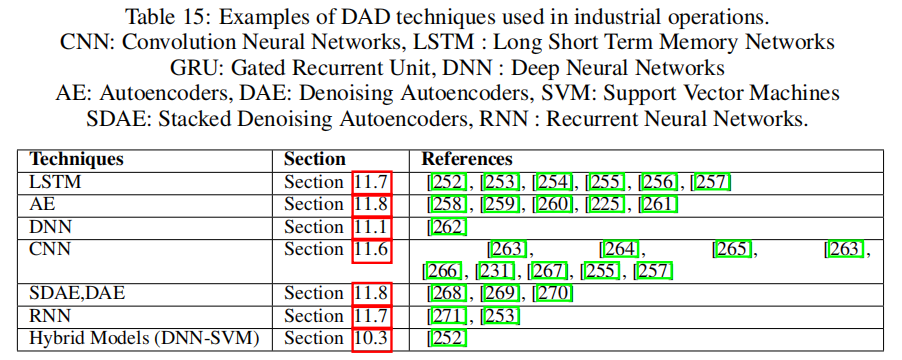 Table 15: Examples of DAD techniques used in industrial operations.
CNN: Convolution Neural Networks, LSTM : Long Short Term Memory Networks
GRU: Gated Recurrent Unit, DNN : Deep Neural Networks
AE: Autoencoders, DAE: Denoising Autoencoders, SVM: Support Vector Machines
SDAE: Stacked Denoising Autoencoders, RNN : Recurrent Neural Networks.
Techniques Section References
LSTM Section 11.7 [252], [253], [254], [255], [256], [257]
AE Section 11.8 [258], [259], [260], [225], [261]
DNN Section 11.1 [262]
CNN Section 11.6 [263], [264], [265], [263],
[266], [231], [267], [255], [257]
SDAE,DAE Section 11.8 [268], [269], [270]
RNN Section 11.7 [271], [253]
Hybrid Models (DNN-SVM) Section 10.3 [252]